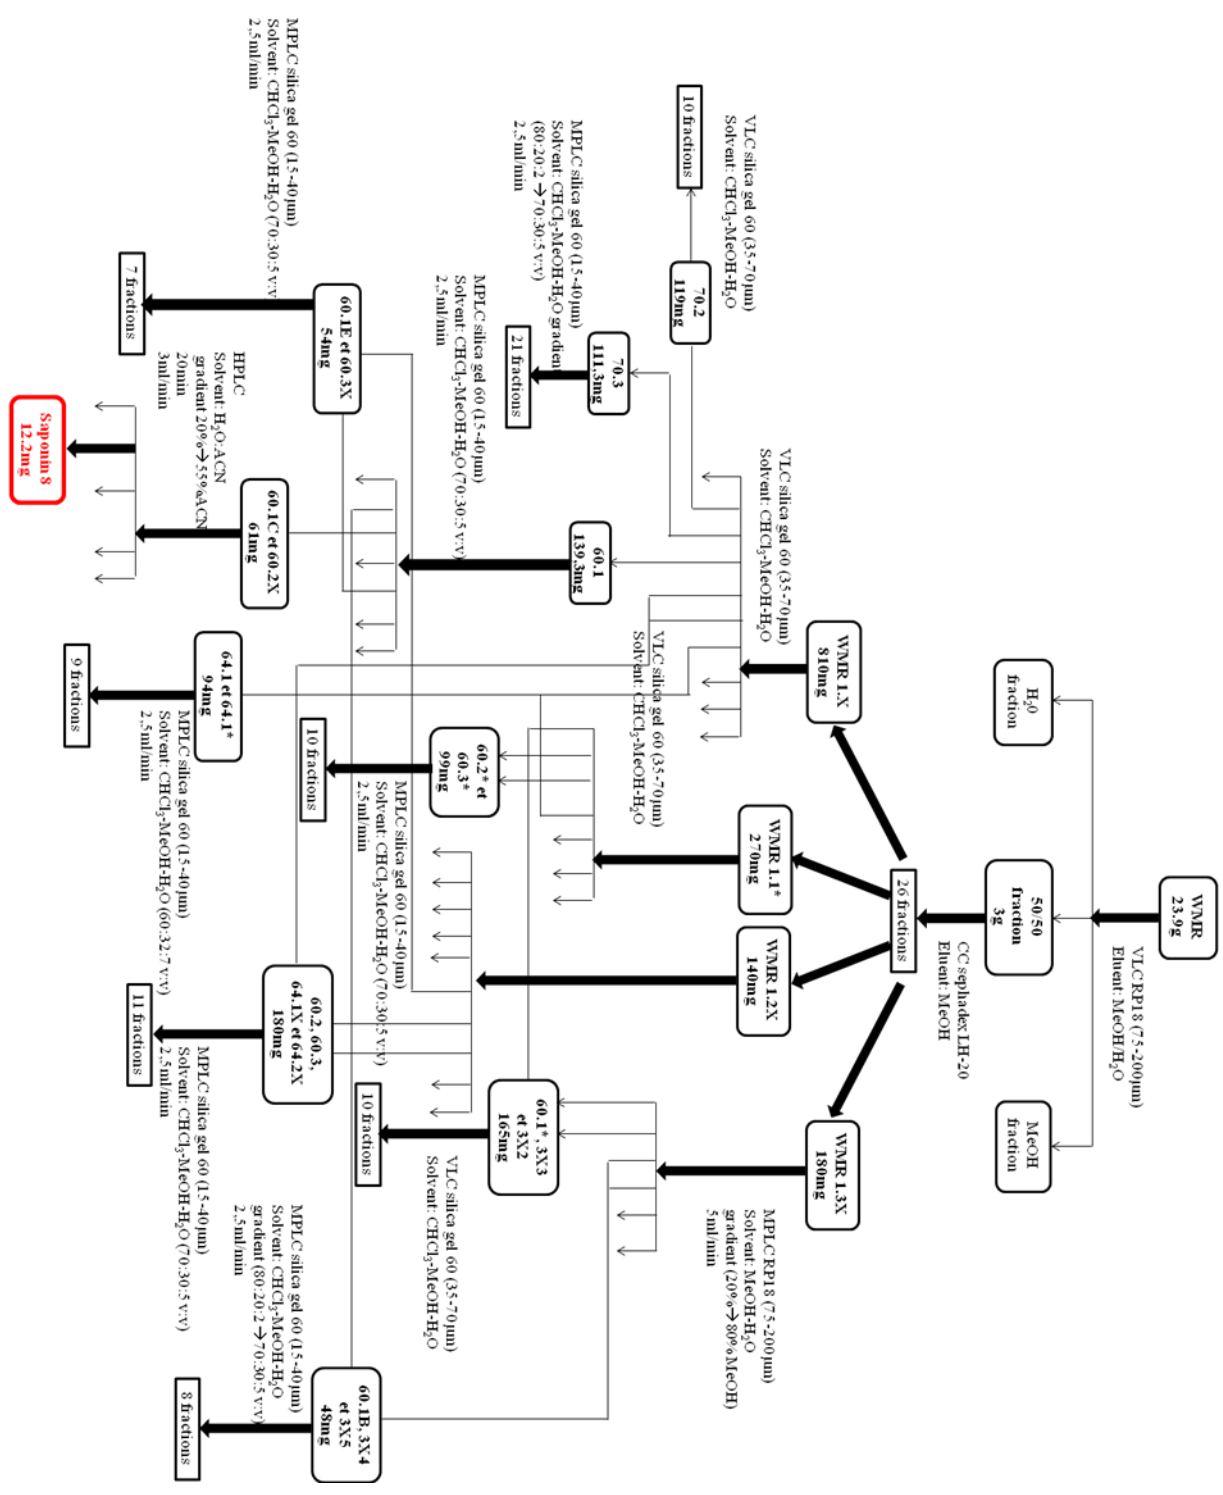 WMR
23.9g
VLC RP18 (75-200µm)
Eluent: MeOH/H₂O
H₂0
fraction
50/50
fraction
3g
MeOH
fraction
CC sephadex LH-20
Eluent: MeOH
26 fractions
WMR 1.X
810mg
WMR 1.1*
270mg
WMR 1.2X
140mg
WMR 1.3X
180mg
VLC silica gel 60 (35-70µm)
Solvent: CHCl₃-MeOH-H₂O
VLC silica gel 60 (35-70µm)
Solvent: CHCl₃-MeOH-H₂O
MPLC RP18 (75-200µm)
Solvent: MeOH-H₂O
gradient (20%→80% MeOH)
5ml/min
VLC silica gel 60 (35-70µm)
Solvent: CHCl₃-MeOH-H₂O
70.2
119mg
10 fractions
70.3
111,3mg
MPLC silica gel 60 (15-40µm)
Solvent: CHCl₃-MeOH-H₂O gradient
(80:20:2 →70:30:5 v:v)
2,5ml/min
21 fractions
60.1
139,3mg
MPLC silica gel 60 (15-40µm)
Solvent: CHCl₃-MeOH-H₂O (70:30:5 v:v)
2,5ml/min
60.2* et
60.3*
99mg
MPLC silica gel 60 (15-40µm)
Solvent: CHCl₃-MeOH-H₂O (70:30:5 v:v)
2,5ml/min
10 fractions
60.1*, 3X3
et 3X2
165mg
VLC silica gel 60 (35-70µm)
Solvent: CHCl₃-MeOH-H₂O
10 fractions
60.1E et 60.3X
54mg
MPLC silica gel 60 (15-40µm)
Solvent: CHCl₃-MeOH-H₂O (70:30:5 v:v
2,5ml/min
7 fractions
60.1C et 60.2X
61mg
HPLC
Solvent: H₂O:ACN
gradient 20%→55%ACN
20min
3ml/min
Saponin 8
12.2mg
64.1 et 64.1*
94mg
MPLC silica gel 60 (15-40µm)
Solvent: CHCl₃-MeOH-H₂O (60:32:7 v:v)
2,5ml/min
9 fractions
60.2, 60.3,
64.1X et 64.2X
180mg
MPLC silica gel 60 (15-40µm)
Solvent: CHCl₃-MeOH-H₂O (70:30:5 v:v)
2,5ml/min
11 fractions
60.1B, 3X4
et 3X5
48mg
MPLC silica gel 60 (15-40µm)
Solvent: CHCl₃-MeOH-H₂O
gradient (80:20:2 →70:30:5 v:v)
2,5ml/min
8 fractions